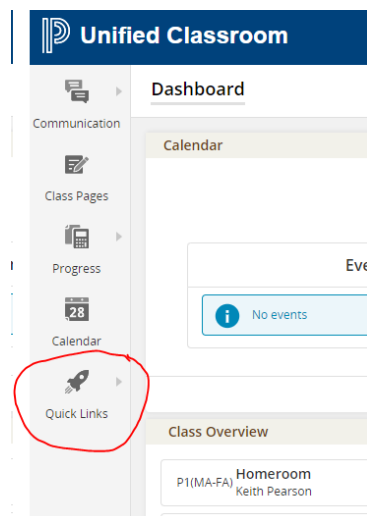 Unified Classroom
Communication
Class Pages
Progress
28
Calendar
Quick Links
Dashboard
Calendar
Eve
No events
Class Overview
P1(MA-FA) Homeroom
Keith Pearson